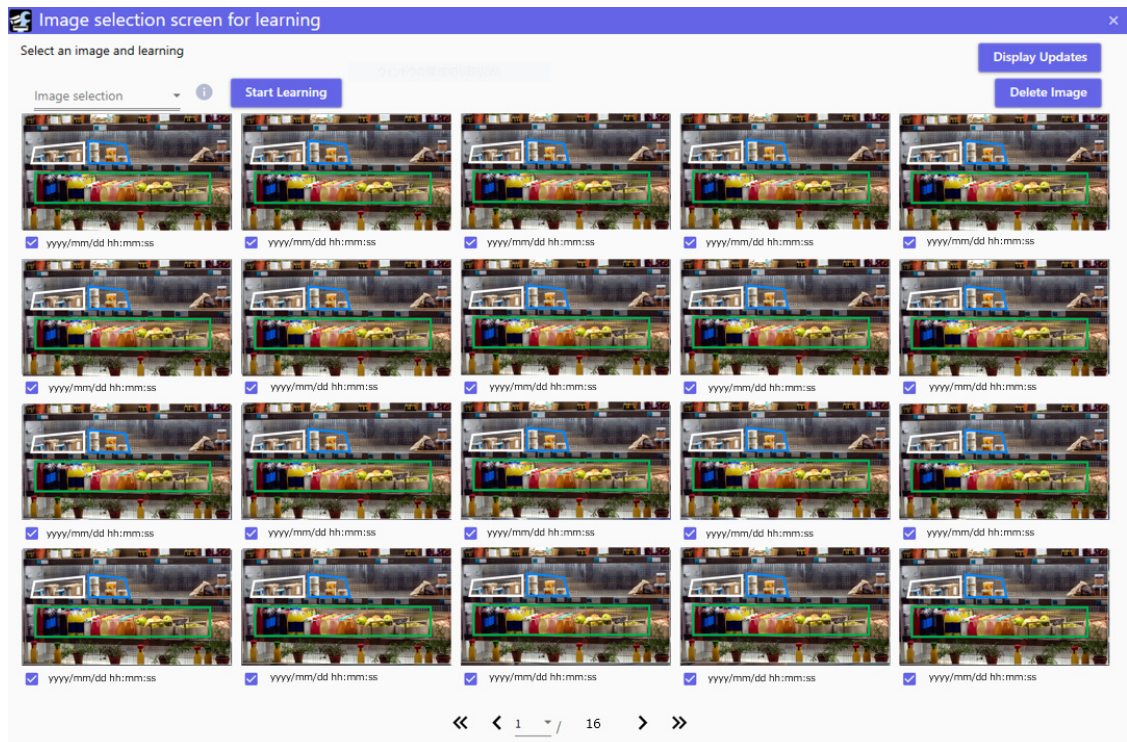 Image selection screen for learning
Select an image and learning
Display Updates
Image selection
Start Learning
Delete Image
yyyy/mm/dd hh:mm:ss yyyy/mm/dd hh:mm:ss yyyy/mm/dd hh:mm:ss yyyy/mm/dd hh:mm:ss yyyy/mm/dd hh:mm:ss
yyyy/mm/dd hh:mm:ss yyyy/mm/dd hh:mm:ss yyyy/mm/dd hh:mm:ss yyyy/mm/dd hh:mm:ss yyyy/mm/dd hh:mm:ss
yyyy/mm/dd hh:mm:ss yyyy/mm/dd hh:mm:ss yyyy/mm/dd hh:mm:ss yyyy/mm/dd hh:mm:ss yyyy/mm/dd hh:mm:ss
yyyy/mm/dd hh:mm:ss yyyy/mm/dd hh:mm:ss yyyy/mm/dd hh:mm:ss yyyy/mm/dd hh:mm:ss yyyy/mm/dd hh:mm:ss
1 / 16